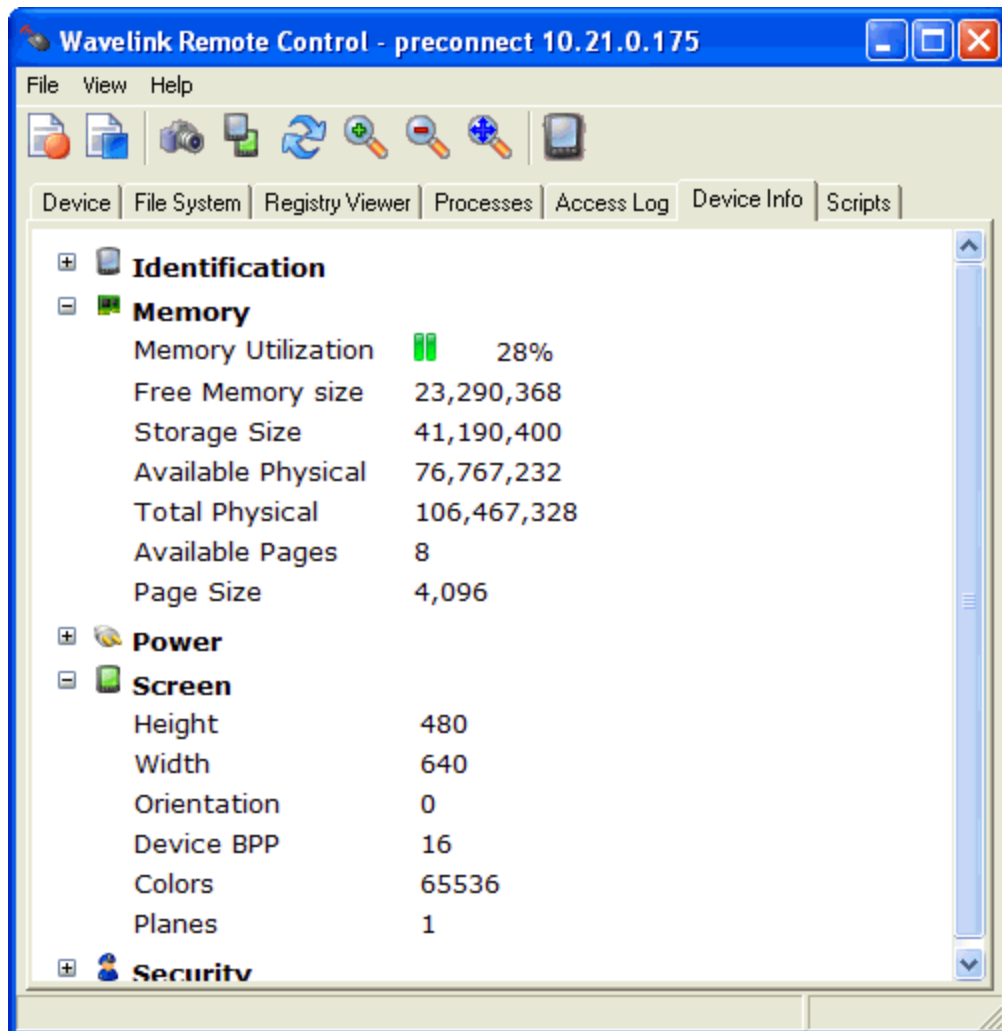 Wavelink Remote Control - preconnect 10.21.0.175
File View Help
Device File System Registry Viewer Processes Access Log Device Info Scripts
Identification
Memory
Memory Utilization 28%
Free Memory size 23,290,368
Storage Size 41,190,400
Available Physical 76,767,232
Total Physical 106,467,328
Available Pages 8
Page Size 4,096
Power
Screen
Height 480
Width 640
Orientation 0
Device BPP 16
Colors 65536
Planes 1
Security